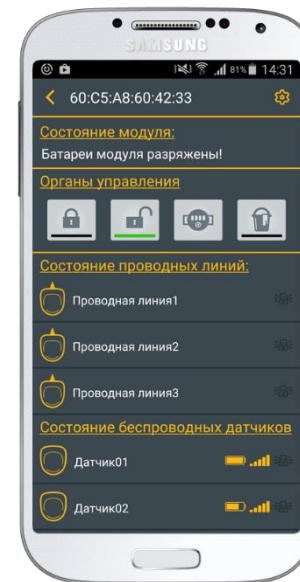 SAMSUNG
81% 14:31
60:C5:A8:60:42:33
Состояние модуля:
Батареи модуля разряжены!
Органы управления
Состояние проводных линий:
Проводная линия1
Проводная линия2
Проводная линия3
Состояние беспроводных датчиков
Датчик01
Датчик02